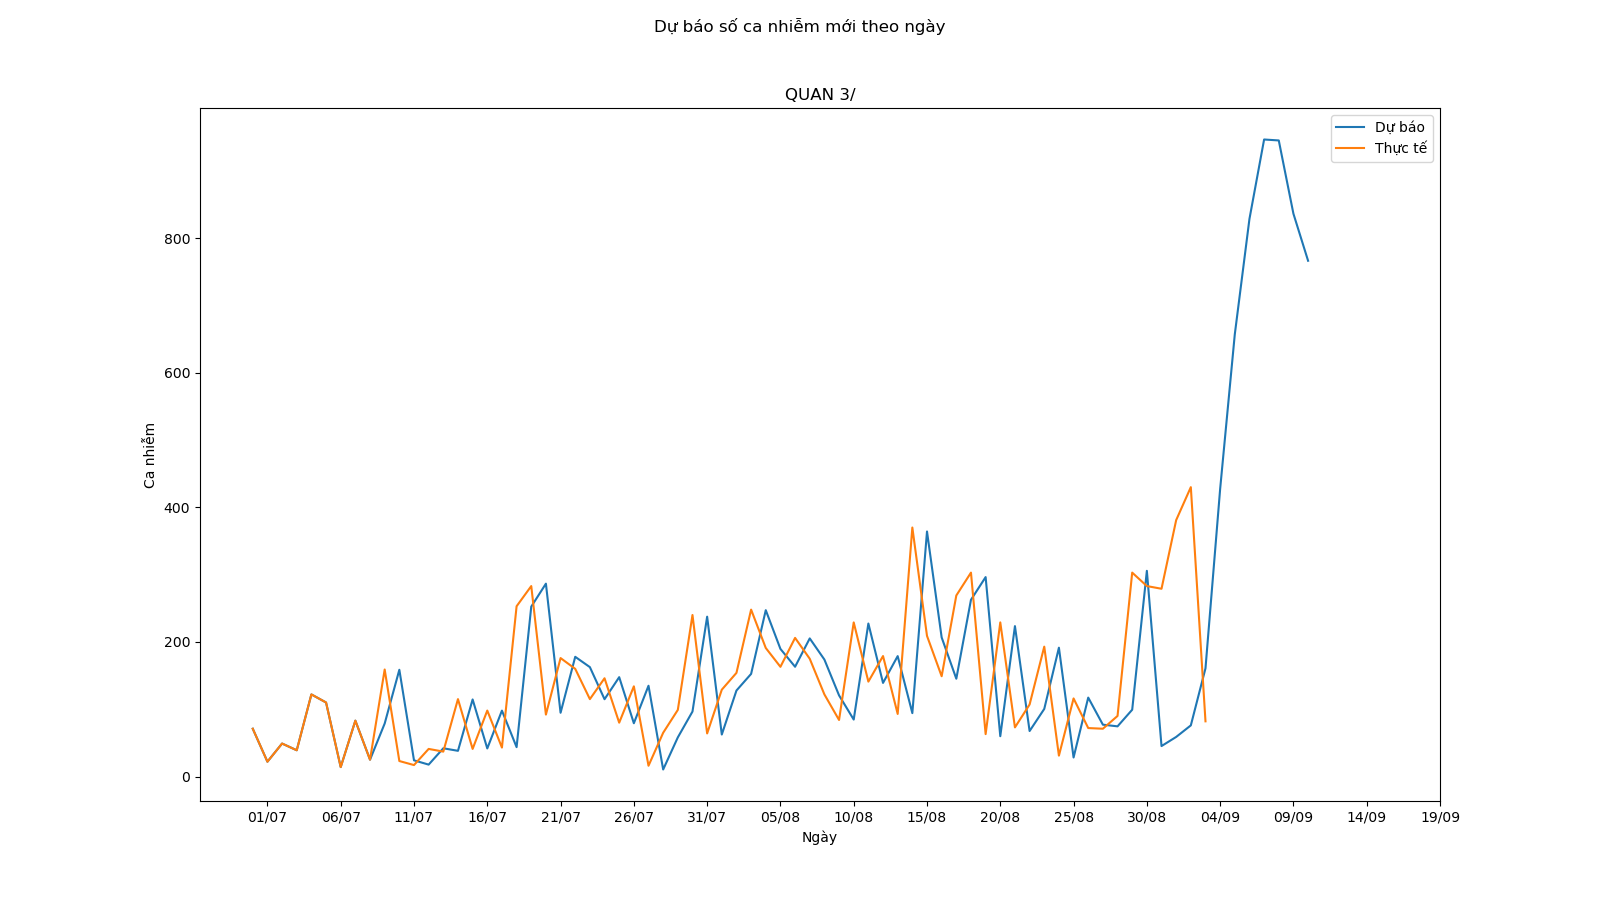 Dự báo số ca nhiễm mới theo ngày
QUAN 3/
Dự báo
Thực tế
800
600
400
200
0
Ca nhiễm
01/07 06/07 11/07 16/07 21/07 26/07 31/07 05/08 10/08 15/08 20/08 25/08 30/08 04/09 09/09 14/09 19/09
Ngày